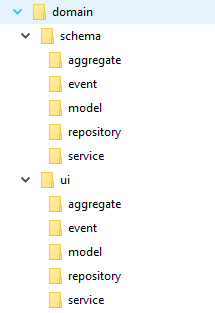 domain
schema
aggregate
event
model
repository
service
ui
aggregate
event
model
repository
service